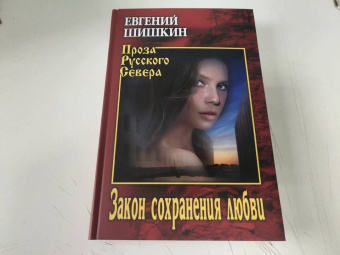 ЕВГЕНИЙ
ШИШКИН
Проза
Русского
Севера
Закон сохранения любви